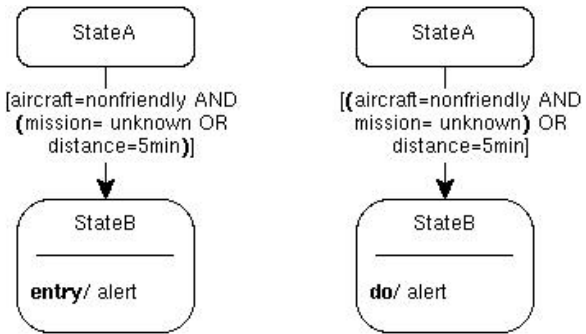 StateA
[aircraft=nonfriendly AND
(mission= unknown OR
distance=5min)]
StateB
entry/ alert
StateA
[(aircraft=nonfriendly AND
mission= unknown) OR
distance=5min]
StateB
do/ alert